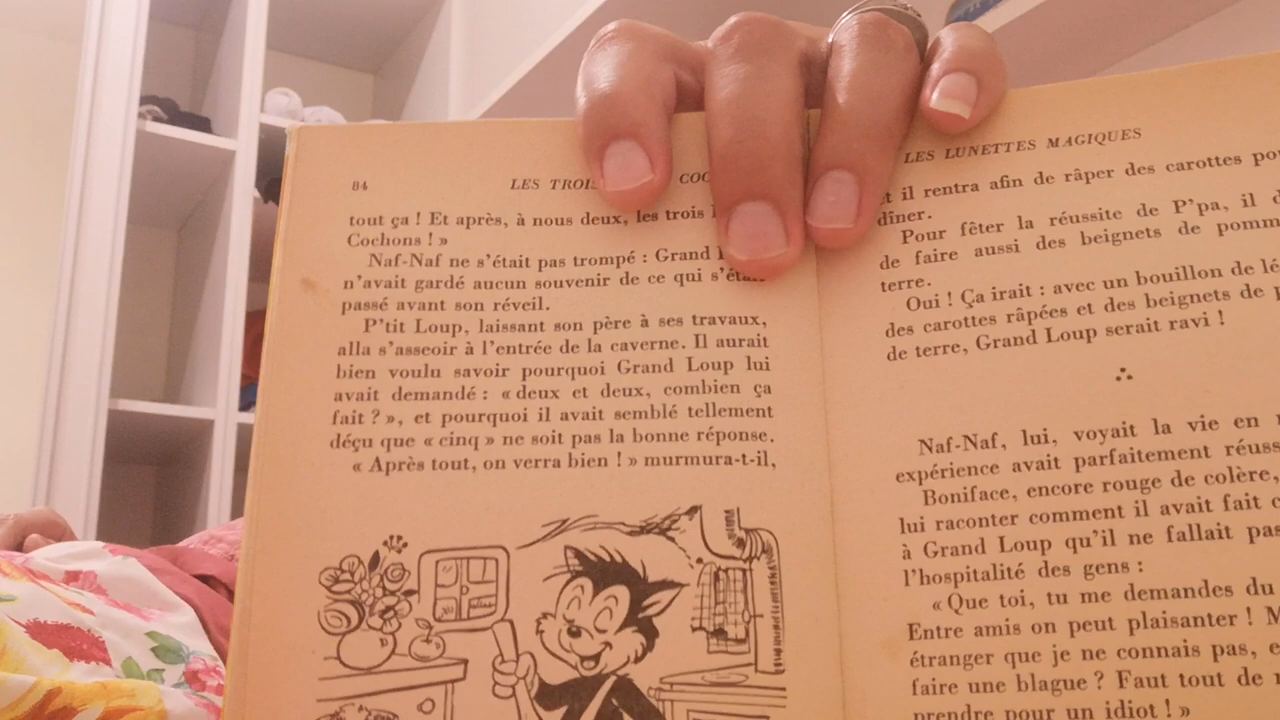 84
LES TROIS
tout ça ! Et après, à nous deux, les trois
Cochons ! »
Naf-Naf ne s'était pas trompé : Grand
n'avait gardé aucun souvenir de ce qui s'était
passé avant son réveil.
P'tit Loup, laissant son père à ses travaux,
alla s'asseoir à l'entrée de la caverne. Il aurait
bien voulu savoir pourquoi Grand Loup lui
avait demandé : « deux et deux, combien ça
fait ? », et pourquoi il avait semblé tellement
déçu que « cinq » ne soit pas la bonne réponse.
« Après tout, on verra bien ! » murmura-t-il,
LES LUNETTES MAGIQUES
et il rentra afin de râper des carottes
dîner.
Pour fêter la réussite de P'pa, il
de faire aussi des beignets de
terre.
Oui ! Ça irait : avec un bouillon de
des carottes râpées et des beignets de
de terre, Grand Loup serait ravi !
Naf-Naf, lui, voyait la vie en
expérience avait parfaitement
Boniface, encore rouge de colère,
lui raconter comment il avait fait
à Grand Loup qu'il ne fallait pas
l'hospitalité des gens :
« Que toi, tu me demandes du
Entre amis on peut plaisanter !
étranger que je ne connais pas,
faire une blague ? Faut tout de
prendre pour un idiot ! »